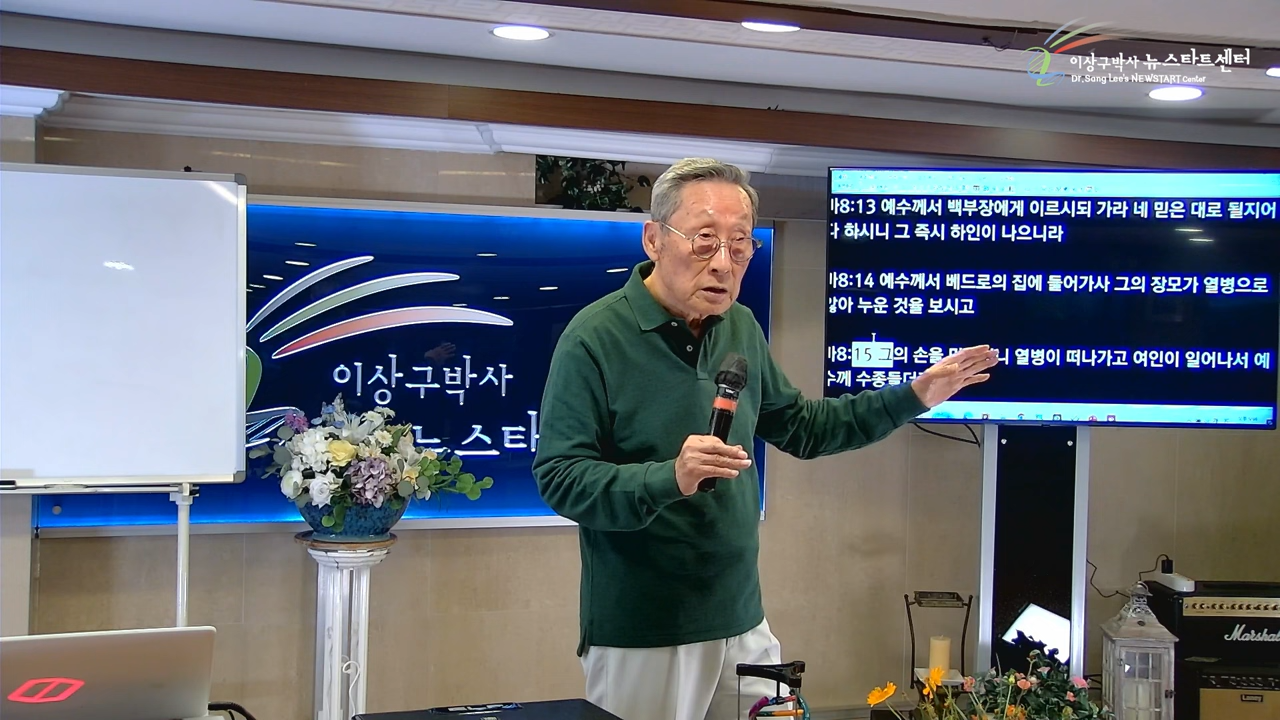 이상구박사 뉴스타트센터
Dr. Sang Lee's NEWSTART Center
8:13 예수께서 백부장에게 이르시되 가라 네 믿은 대로 될지어
다 하시니 그 즉시 하인이 나으니라
8:14 예수께서 베드로의 집에 들어가사 그의 장모가 열병으로
앓아 누운 것을 보시고
8:15 그의 손을 열병이 떠나가고 여인이 일어나서 예
수께 수종들더
이상구박사
뉴스타
Marshall
Laney